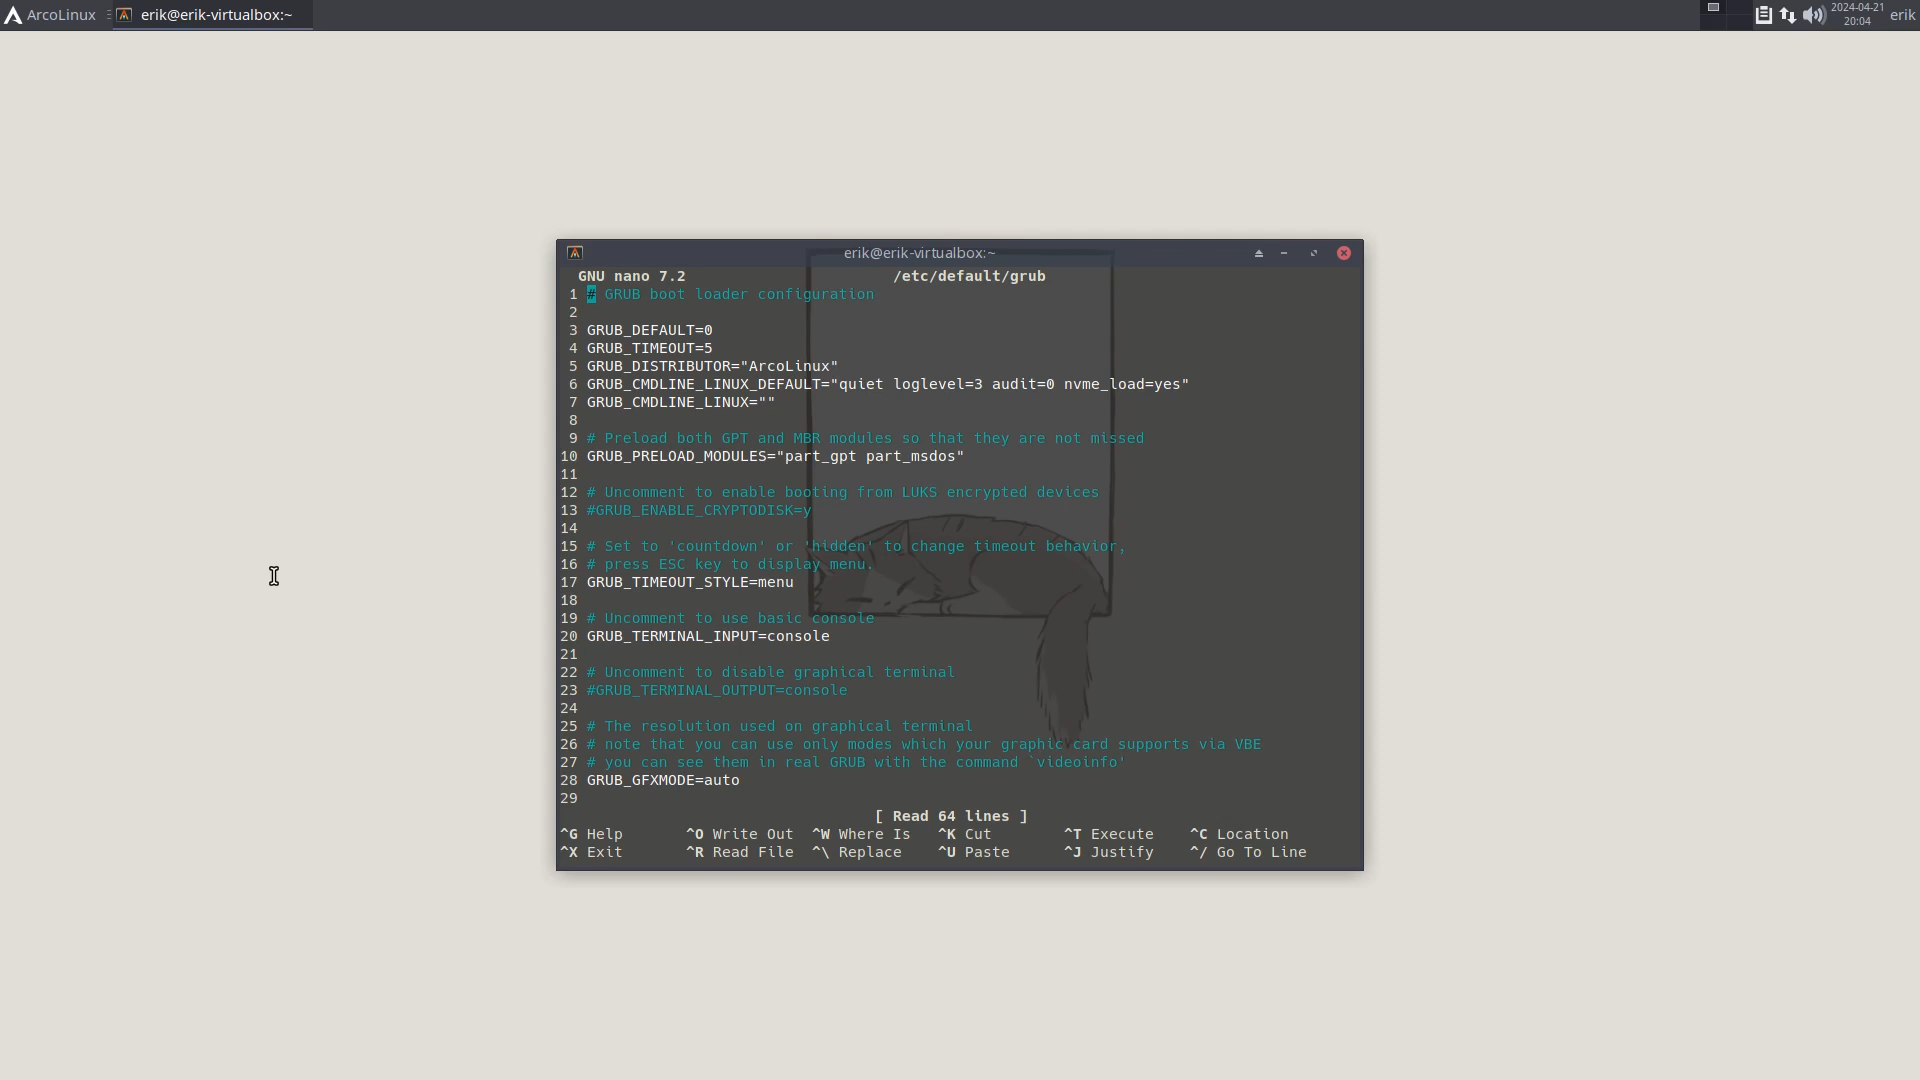 ArcoLinux erik@erik-virtualbox:~ 2024-04-21 erik
20:04
erik@erik-virtualbox:~
GNU nano 7.2 /etc/default/grub
1 # GRUB boot loader configuration
2
3 GRUB_DEFAULT=0
4 GRUB_TIMEOUT=5
5 GRUB_DISTRIBUTOR="ArcoLinux"
6 GRUB_CMDLINE_LINUX_DEFAULT="quiet loglevel=3 audit=0 nvme_load=yes"
7 GRUB_CMDLINE_LINUX=""
8
9 # Preload both GPT and MBR modules so that they are not missed
10 GRUB_PRELOAD_MODULES="part_gpt part_msdos"
11
12 # Uncomment to enable booting from LUKS encrypted devices
13 #GRUB_ENABLE_CRYPTODISK=y
14
15 # Set to 'countdown' or 'hidden' to change timeout behavior,
16 # press ESC key to display menu.
17 GRUB_TIMEOUT_STYLE=menu
18
19 # Uncomment to use basic console
20 GRUB_TERMINAL_INPUT=console
21
22 # Uncomment to disable graphical terminal
23 #GRUB_TERMINAL_OUTPUT=console
24
25 # The resolution used on graphical terminal
26 # note that you can use only modes which your graphic card supports via VBE
27 # you can see them in real GRUB with the command `videoinfo'
28 GRUB_GFXMODE=auto
29
[ Read 64 lines ]
^G Help ^O Write Out ^W Where Is ^K Cut ^T Execute ^C Location
^X Exit ^R Read File ^\ Replace ^U Paste ^J Justify ^/ Go To Line